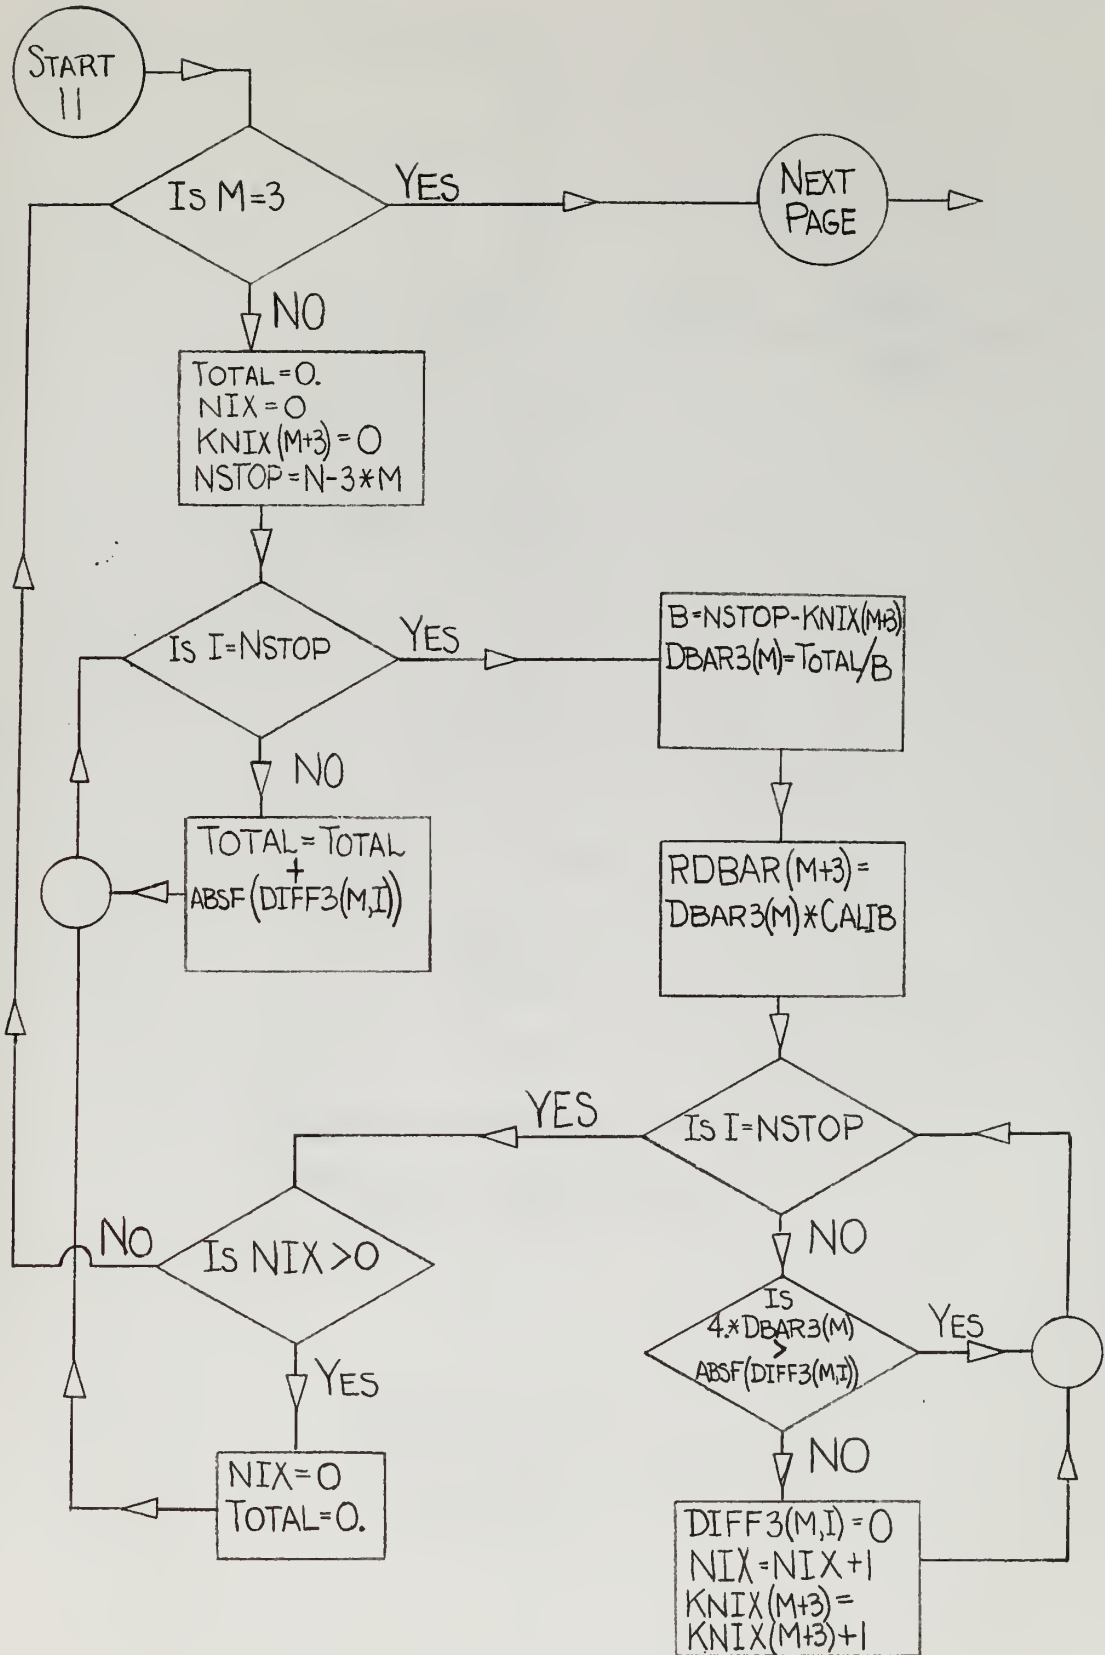 START
11
Is M=3
YES
NEXT
PAGE
NO
TOTAL=0.
NIX=0
KNIX(M+3)=0
NSTOP=N-3*M
Is I=NSTOP
YES
B=NSTOP-KNIX(M+3)
DBAR3(M)=TOTAL/B
NO
TOTAL=TOTAL
+
ABSF(DIFF3(M,I))
RDBAR(M+3)=
DBAR3(M)*CALIB
YES
Is I=NSTOP
NO
NO
Is NIX>0
Is
4.*DBAR3(M)
>
ABSF(DIFF3(M,I))
YES
YES
NO
NIX=0
TOTAL=0.
DIFF3(M,I)=0
NIX=NIX+1
KNIX(M+3)=
KNIX(M+3)+1